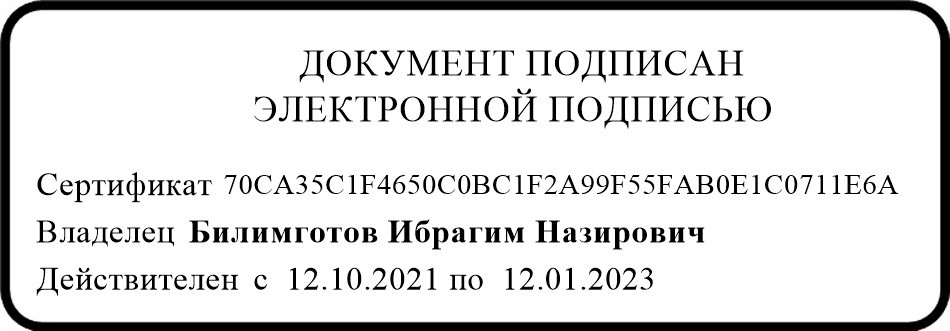 ДОКУМЕНТ ПОДПИСАН
ЭЛЕКТРОННОЙ ПОДПИСЬЮ
Сертификат 70CA35C1F4650C0BC1F2A99F55FAB0E1C0711E6A
Владелец Билимготов Ибрагим Назирович
Действителен с 12.10.2021 по 12.01.2023